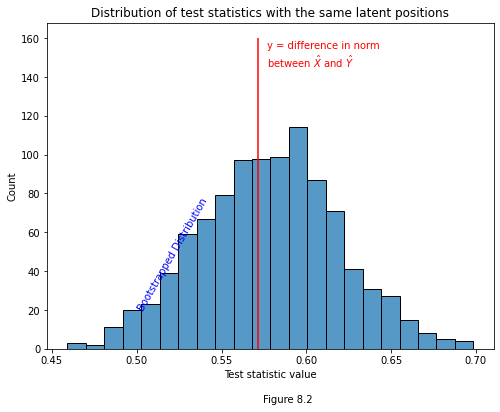 Distribution of test statistics with the same latent positions
160
140
120
100
80
60
40
20
0
Count
y = difference in norm
between X̂ and Ŷ
Bootstrapped Distribution
0.45
0.50
0.55
0.60
0.65
0.70
Test statistic value
Figure 8.2